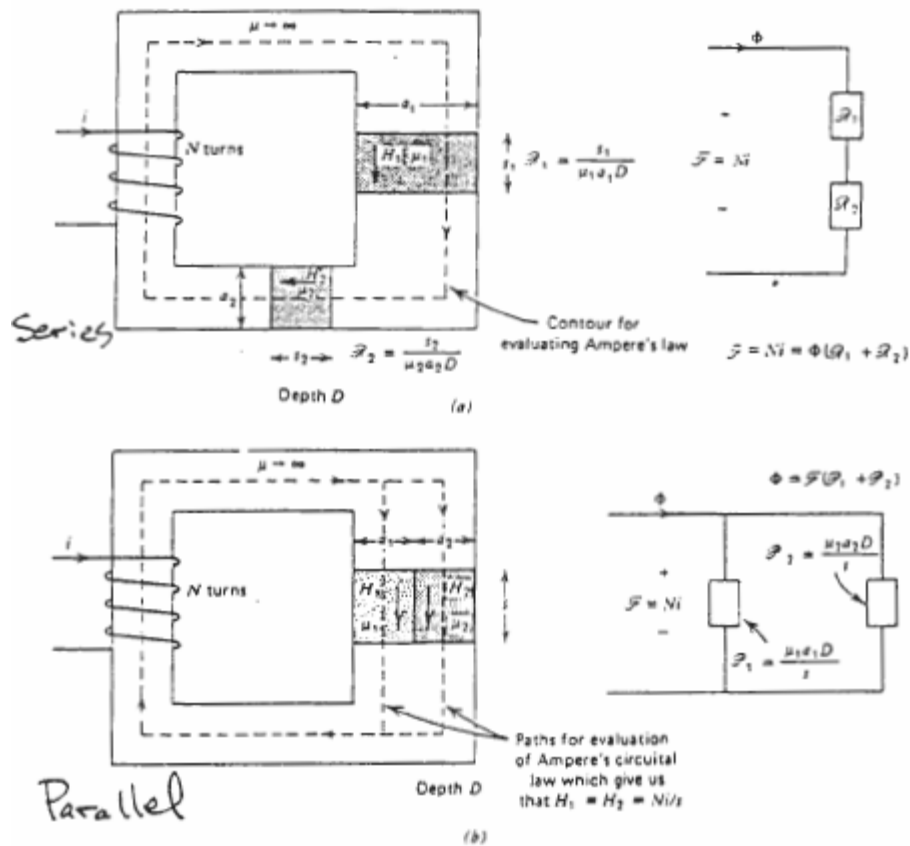 μ → ∞
Φ
a₁
i
N turns
H₁ μ₁
s₁
ℛ₁ = s₁ / μ₁a₁D
ℱ = Ni
ℛ₁
ℛ₂
H₂
μ₂
a₂
Contour for
evaluating Ampere's law
ℱ = Ni = Φ(ℛ₁ + ℛ₂)
Series
s₂
ℛ₂ = s₂ / μ₂a₂D
Depth D
(a)
μ → ∞
Φ = ℱ(𝒫₁ + 𝒫₂)
Φ
i
a₁
a₂
𝒫₂ = μ₂a₂D / s
N turns
H₁
H₂
μ₁
μ₂
s
+
ℱ = Ni
−
𝒫₁ = μ₁a₁D / s
Paths for evaluation
of Ampere's circuital
law which give us
that H₁ = H₂ = Ni/s
Depth D
Parallel
(b)